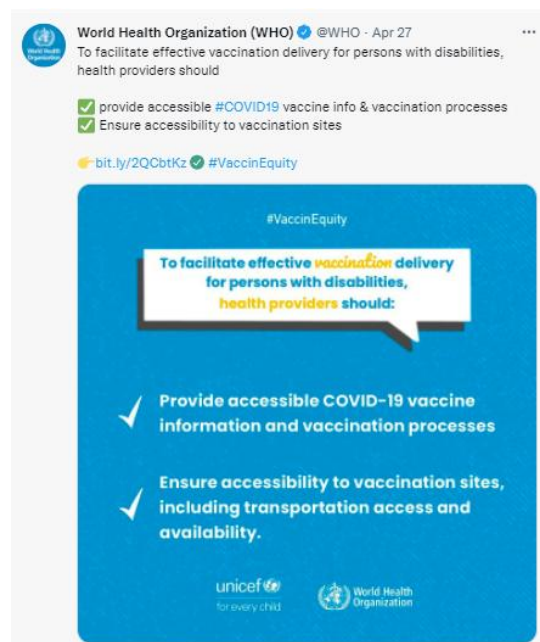 World Health Organization (WHO) @WHO · Apr 27
To facilitate effective vaccination delivery for persons with disabilities,
health providers should
✅ provide accessible #COVID19 vaccine info & vaccination processes
✅ Ensure accessibility to vaccination sites
👉bit.ly/2QCbtKz #VaccinEquity
#VaccinEquity
To facilitate effective vaccination delivery
for persons with disabilities,
health providers should:
Provide accessible COVID-19 vaccine
information and vaccination processes
Ensure accessibility to vaccination sites,
including transportation access and
availability.
unicef
for every child
World Health
Organization